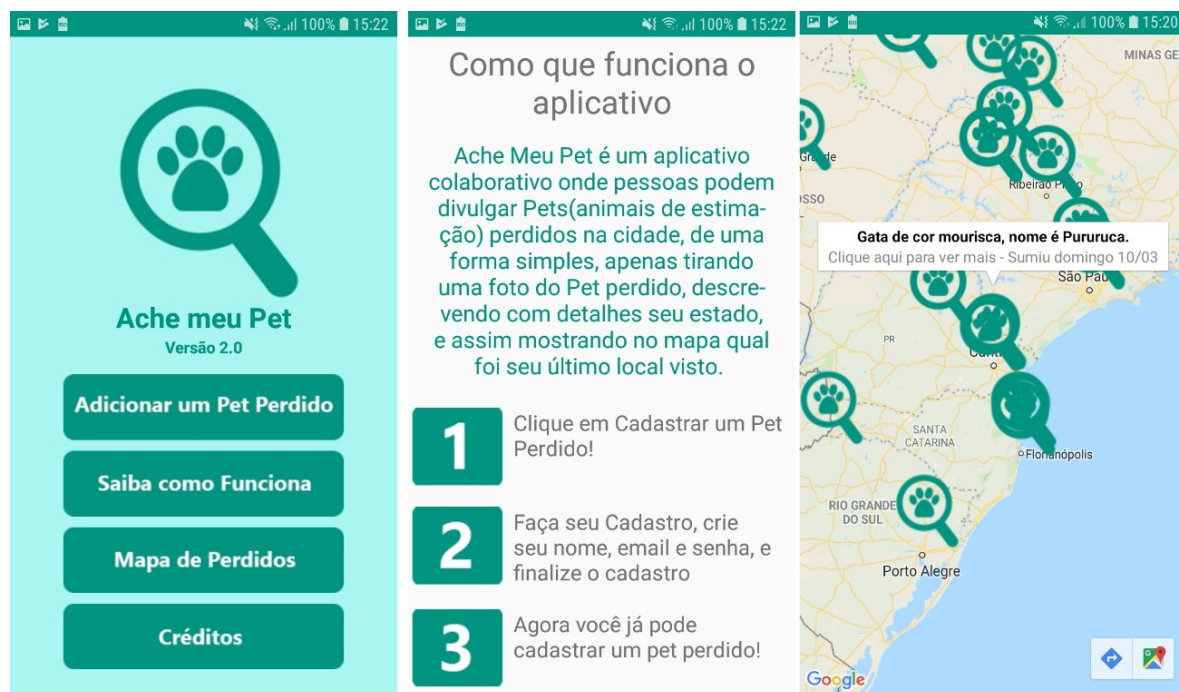 100% 15:22
Ache meu Pet
Versão 2.0
Adicionar um Pet Perdido
Saiba como Funciona
Mapa de Perdidos
Créditos
100% 15:22
Como que funciona o
aplicativo
Ache Meu Pet é um aplicativo
colaborativo onde pessoas podem
divulgar Pets(animais de estima-
ção) perdidos na cidade, de uma
forma simples, apenas tirando
uma foto do Pet perdido, descre-
vendo com detalhes seu estado,
e assim mostrando no mapa qual
foi seu último local visto.
1
Clique em Cadastrar um Pet
Perdido!
2
Faça seu Cadastro, crie
seu nome, email e senha, e
finalize o cadastro
3
Agora você já pode
cadastrar um pet perdido!
100% 15:20
MINAS GE
Ribeirão
Gata de cor mourisca, nome é Pururuca.
Clique aqui para ver mais - Sumiu domingo 10/03
São Pau
PR
SANTA
CATARINA
Florianópolis
RIO GRANDE
DO SUL
Porto Alegre
Google